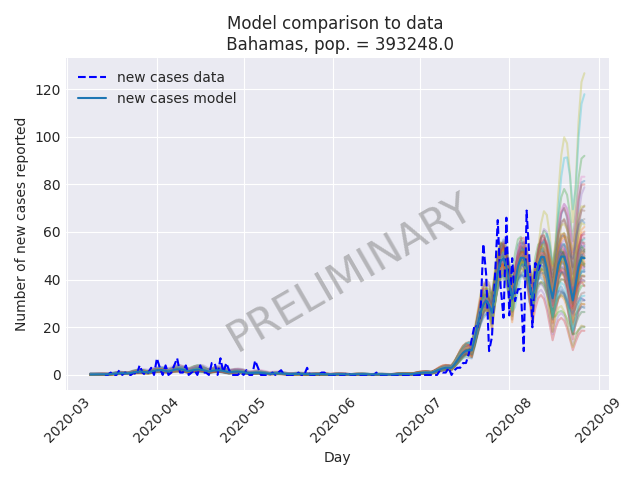 Model comparison to data
Bahamas, pop. = 393248.0
new cases data
new cases model
Number of new cases reported
120
100
80
60
40
20
0
PRELIMINARY
2020-03
2020-04
2020-05
2020-06
2020-07
2020-08
2020-09
Day